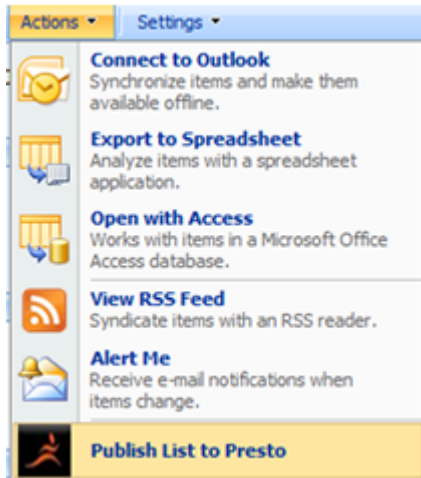 Actions Settings
Connect to Outlook
Synchronize items and make them
available offline.
Export to Spreadsheet
Analyze items with a spreadsheet
application.
Open with Access
Works with items in a Microsoft Office
Access database.
View RSS Feed
Syndicate items with an RSS reader.
Alert Me
Receive e-mail notifications when
items change.
Publish List to Presto